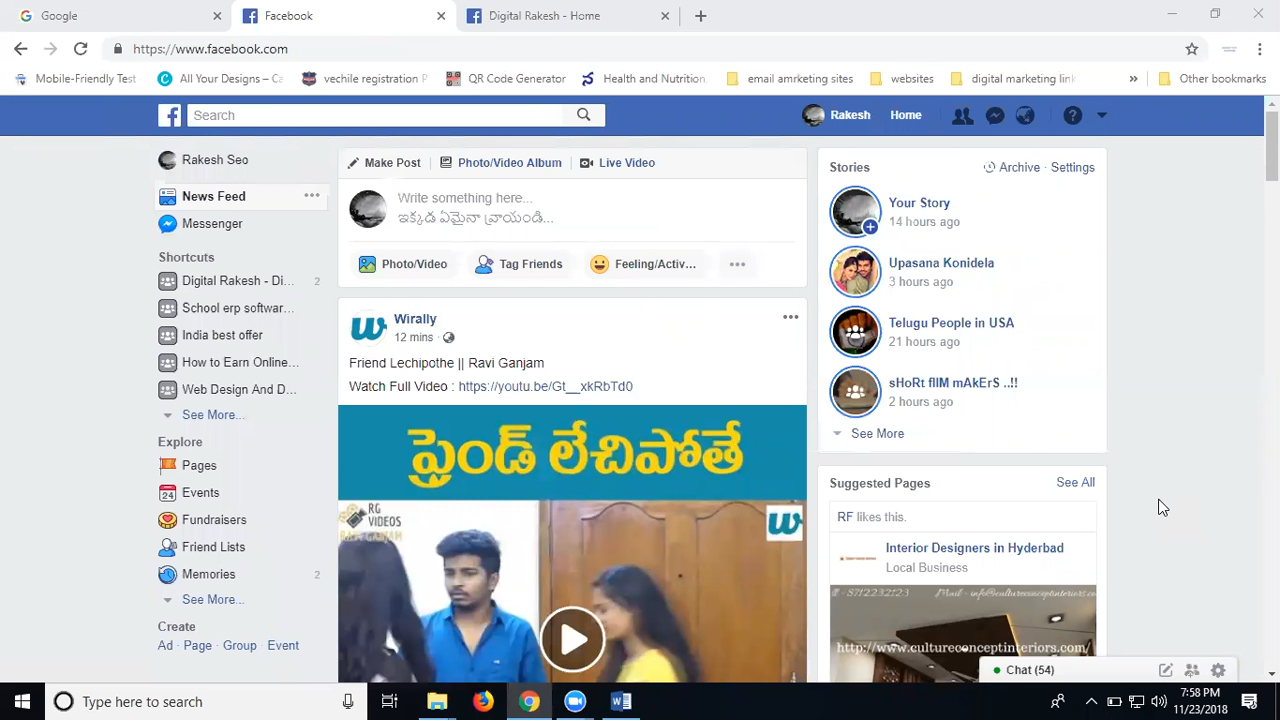 Google
Facebook
Digital Rakesh - Home
https://www.facebook.com
Mobile-Friendly Test
All Your Designs – Ca
vechile registration P
QR Code Generator
Health and Nutrition
email amrketing sites
websites
digital marketing link
»
Other bookmarks
Search
Rakesh
Home
Rakesh Seo
News Feed
Messenger
Shortcuts
Digital Rakesh - Di... 2
School erp softwar...
India best offer
How to Earn Online...
Web Design And D...
See More...
Explore
Pages
24 Events
Fundraisers
Friend Lists
Memories 2
See More...
Create
Ad · Page · Group · Event
Make Post
Photo/Video Album
Live Video
Write something here...
ఇక్కడ ఏమైనా వ్రాయండి...
Photo/Video
Tag Friends
Feeling/Activ...
Wirally
12 mins ·
Friend Lechipothe || Ravi Ganjam
Watch Full Video : https://youtu.be/Gt__xkRbTd0
ఫ్రెండ్ లేచిపోతే
RG
VIDEOS
RAVI GANJAM
w
Stories
Archive · Settings
Your Story
14 hours ago
Upasana Konidela
3 hours ago
Telugu People in USA
21 hours ago
sHoRt fIlM mAkErS ..!!
2 hours ago
See More
Suggested Pages
See All
RF likes this.
Interior Designers in Hyderbad
Local Business
http://www.cultureconceptinteriors.com/
Chat (54)
Type here to search
7:58 PM
11/23/2018